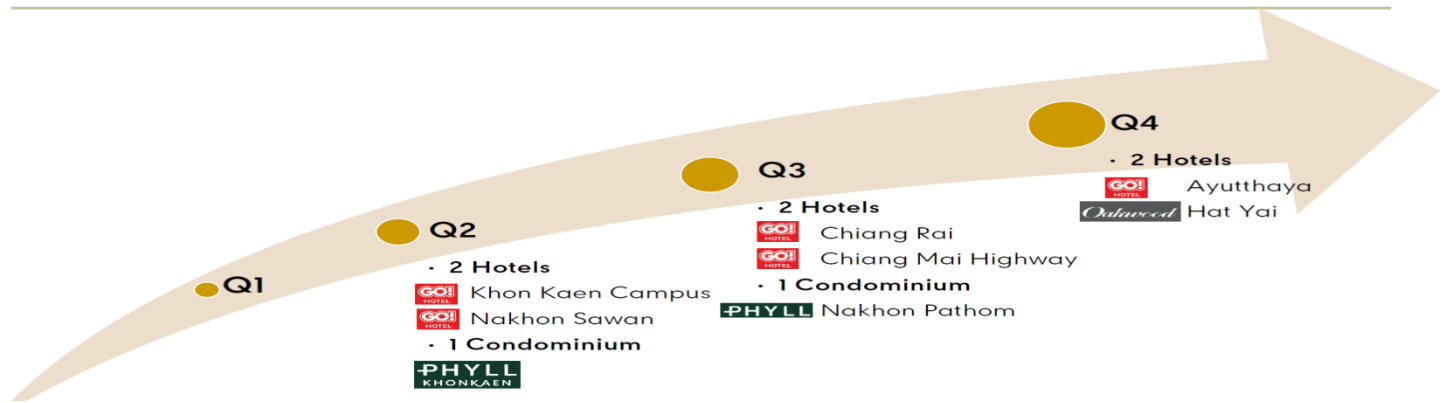 Q1
Q2
· 2 Hotels
GO! HOTEL Khon Kaen Campus
GO! HOTEL Nakhon Sawan
· 1 Condominium
PHYLL
KHONKAEN
Q3
· 2 Hotels
GO! HOTEL Chiang Rai
GO! HOTEL Chiang Mai Highway
· 1 Condominium
PHYLL Nakhon Pathom
Q4
· 2 Hotels
GO! HOTEL Ayutthaya
Oakwood Hat Yai